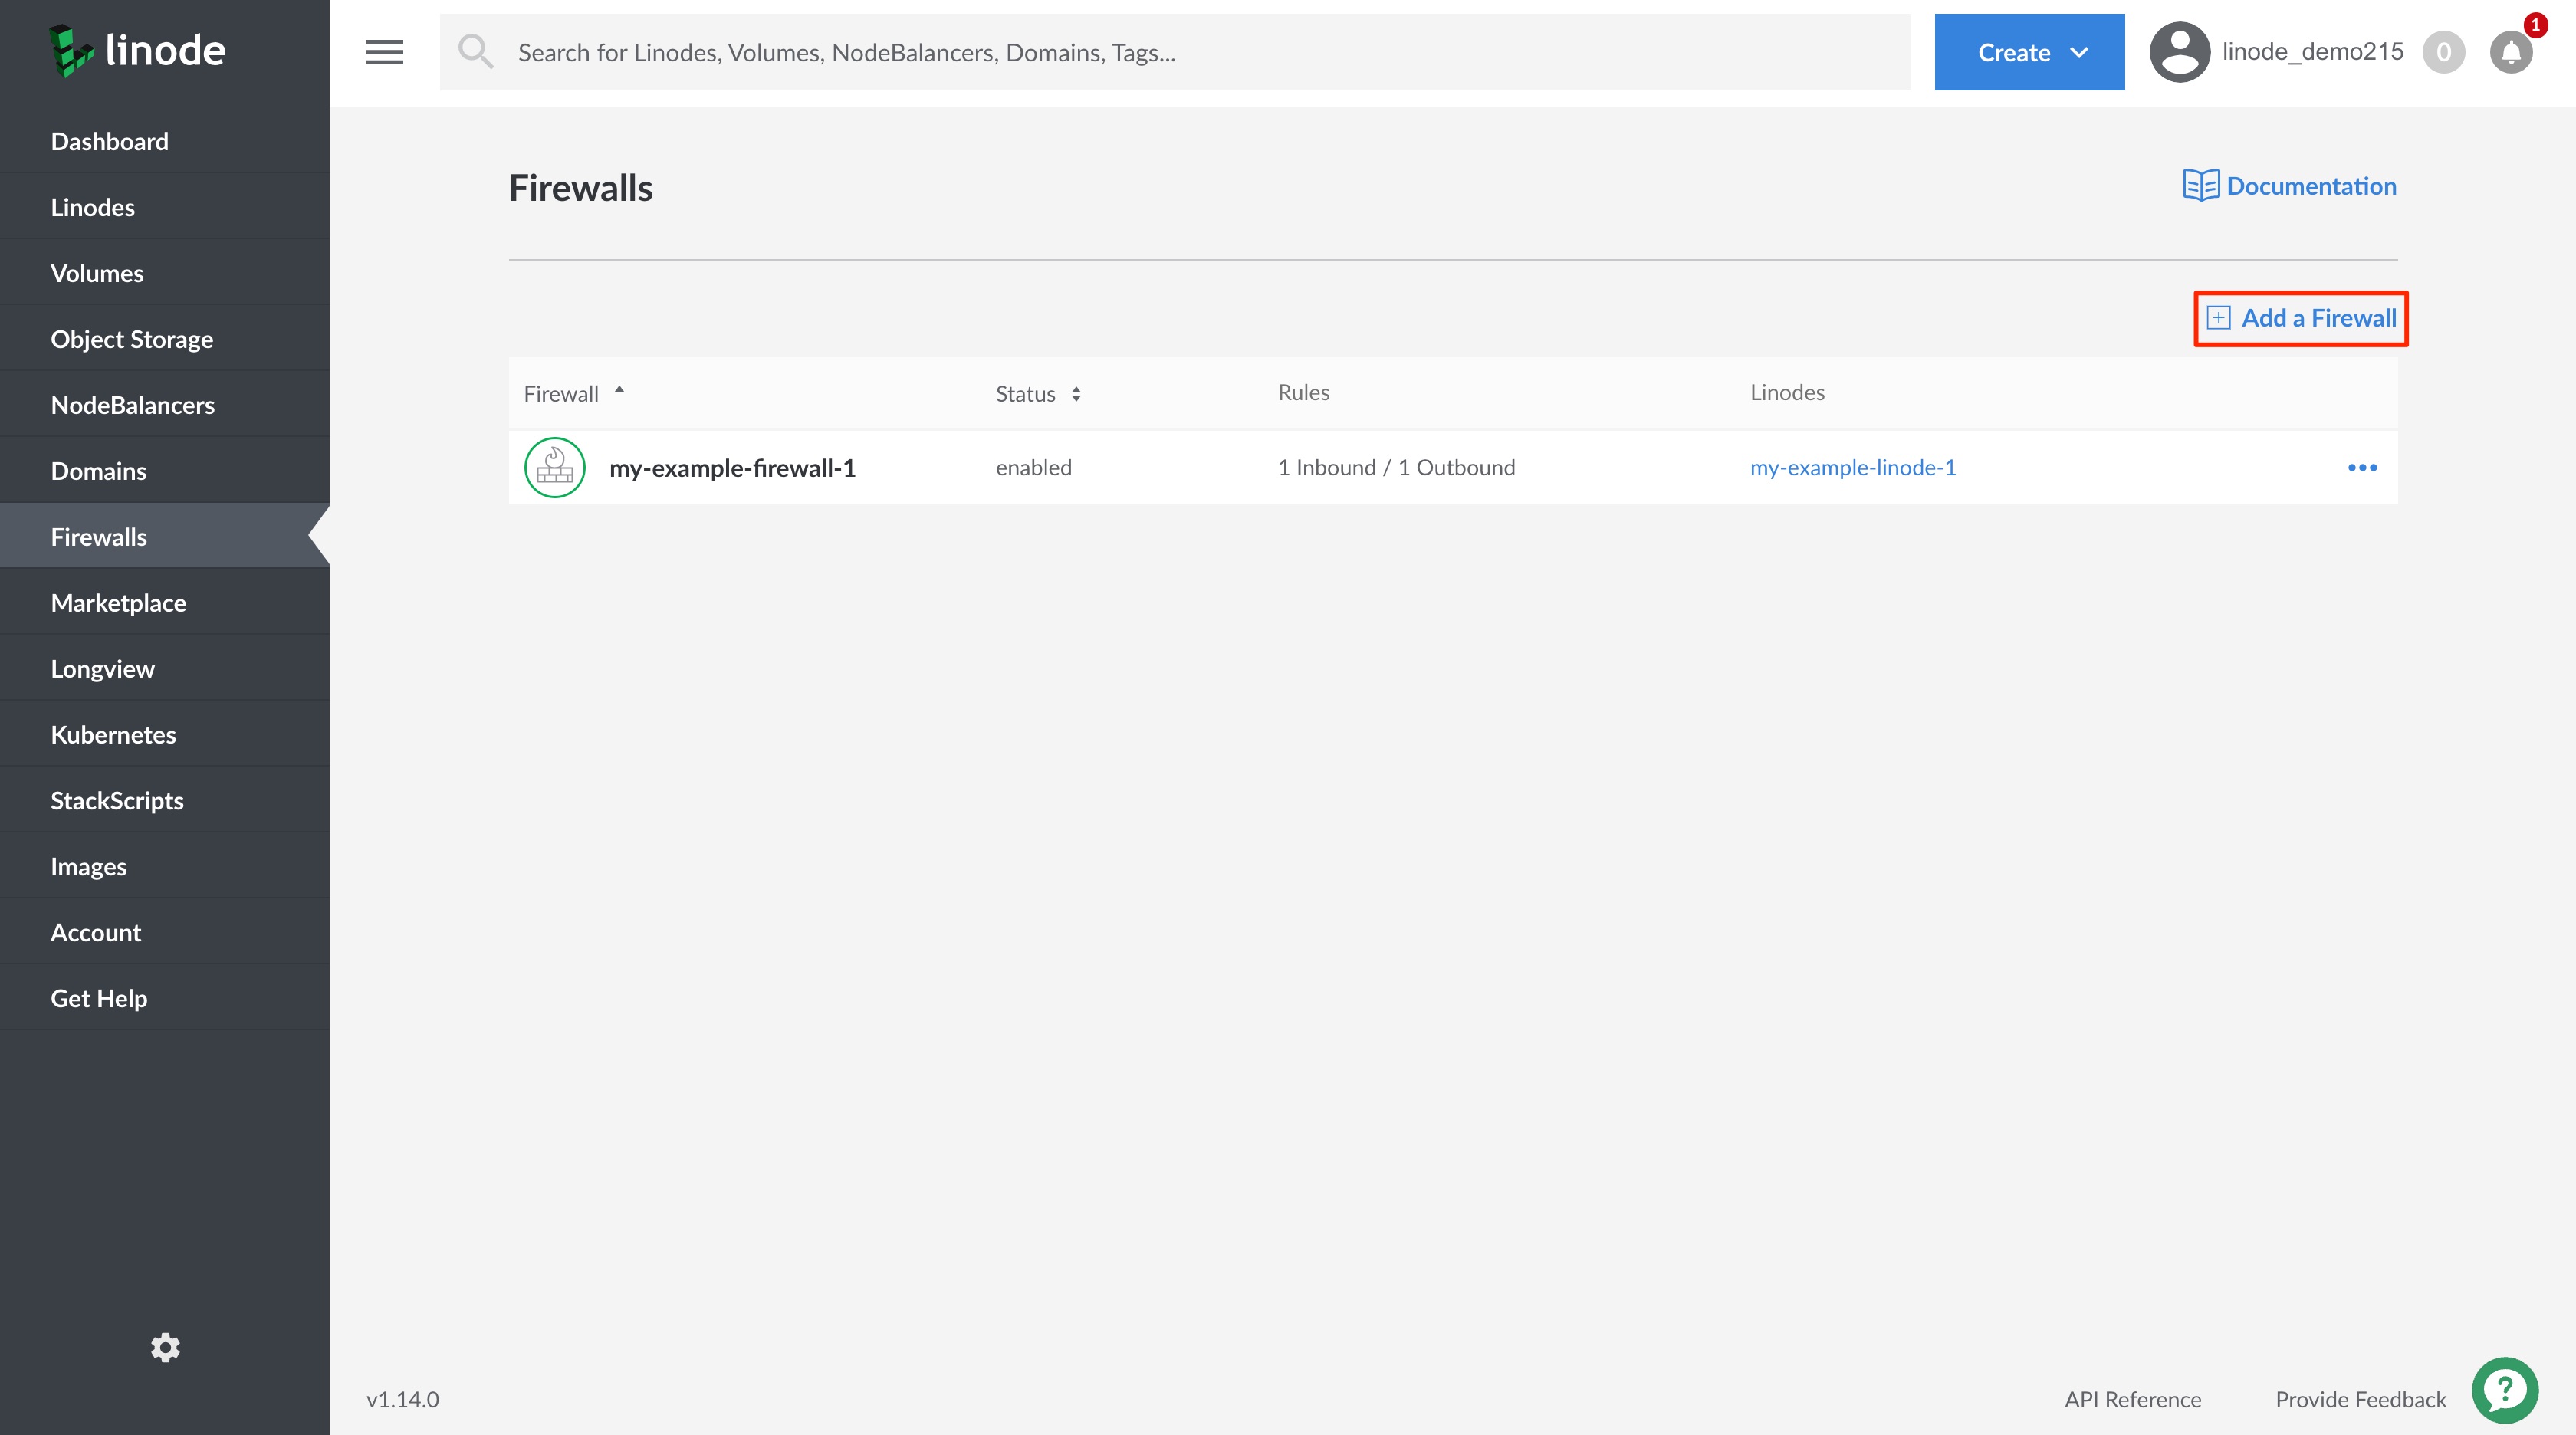 linode
Search for Linodes, Volumes, NodeBalancers, Domains, Tags...
Create
linode_demo215
0
1
Dashboard
Linodes
Volumes
Object Storage
NodeBalancers
Domains
Firewalls
Marketplace
Longview
Kubernetes
StackScripts
Images
Account
Get Help
Firewalls
Documentation
Add a Firewall
Firewall Status Rules Linodes
my-example-firewall-1 enabled 1 Inbound / 1 Outbound my-example-linode-1
v1.14.0
API Reference
Provide Feedback
?